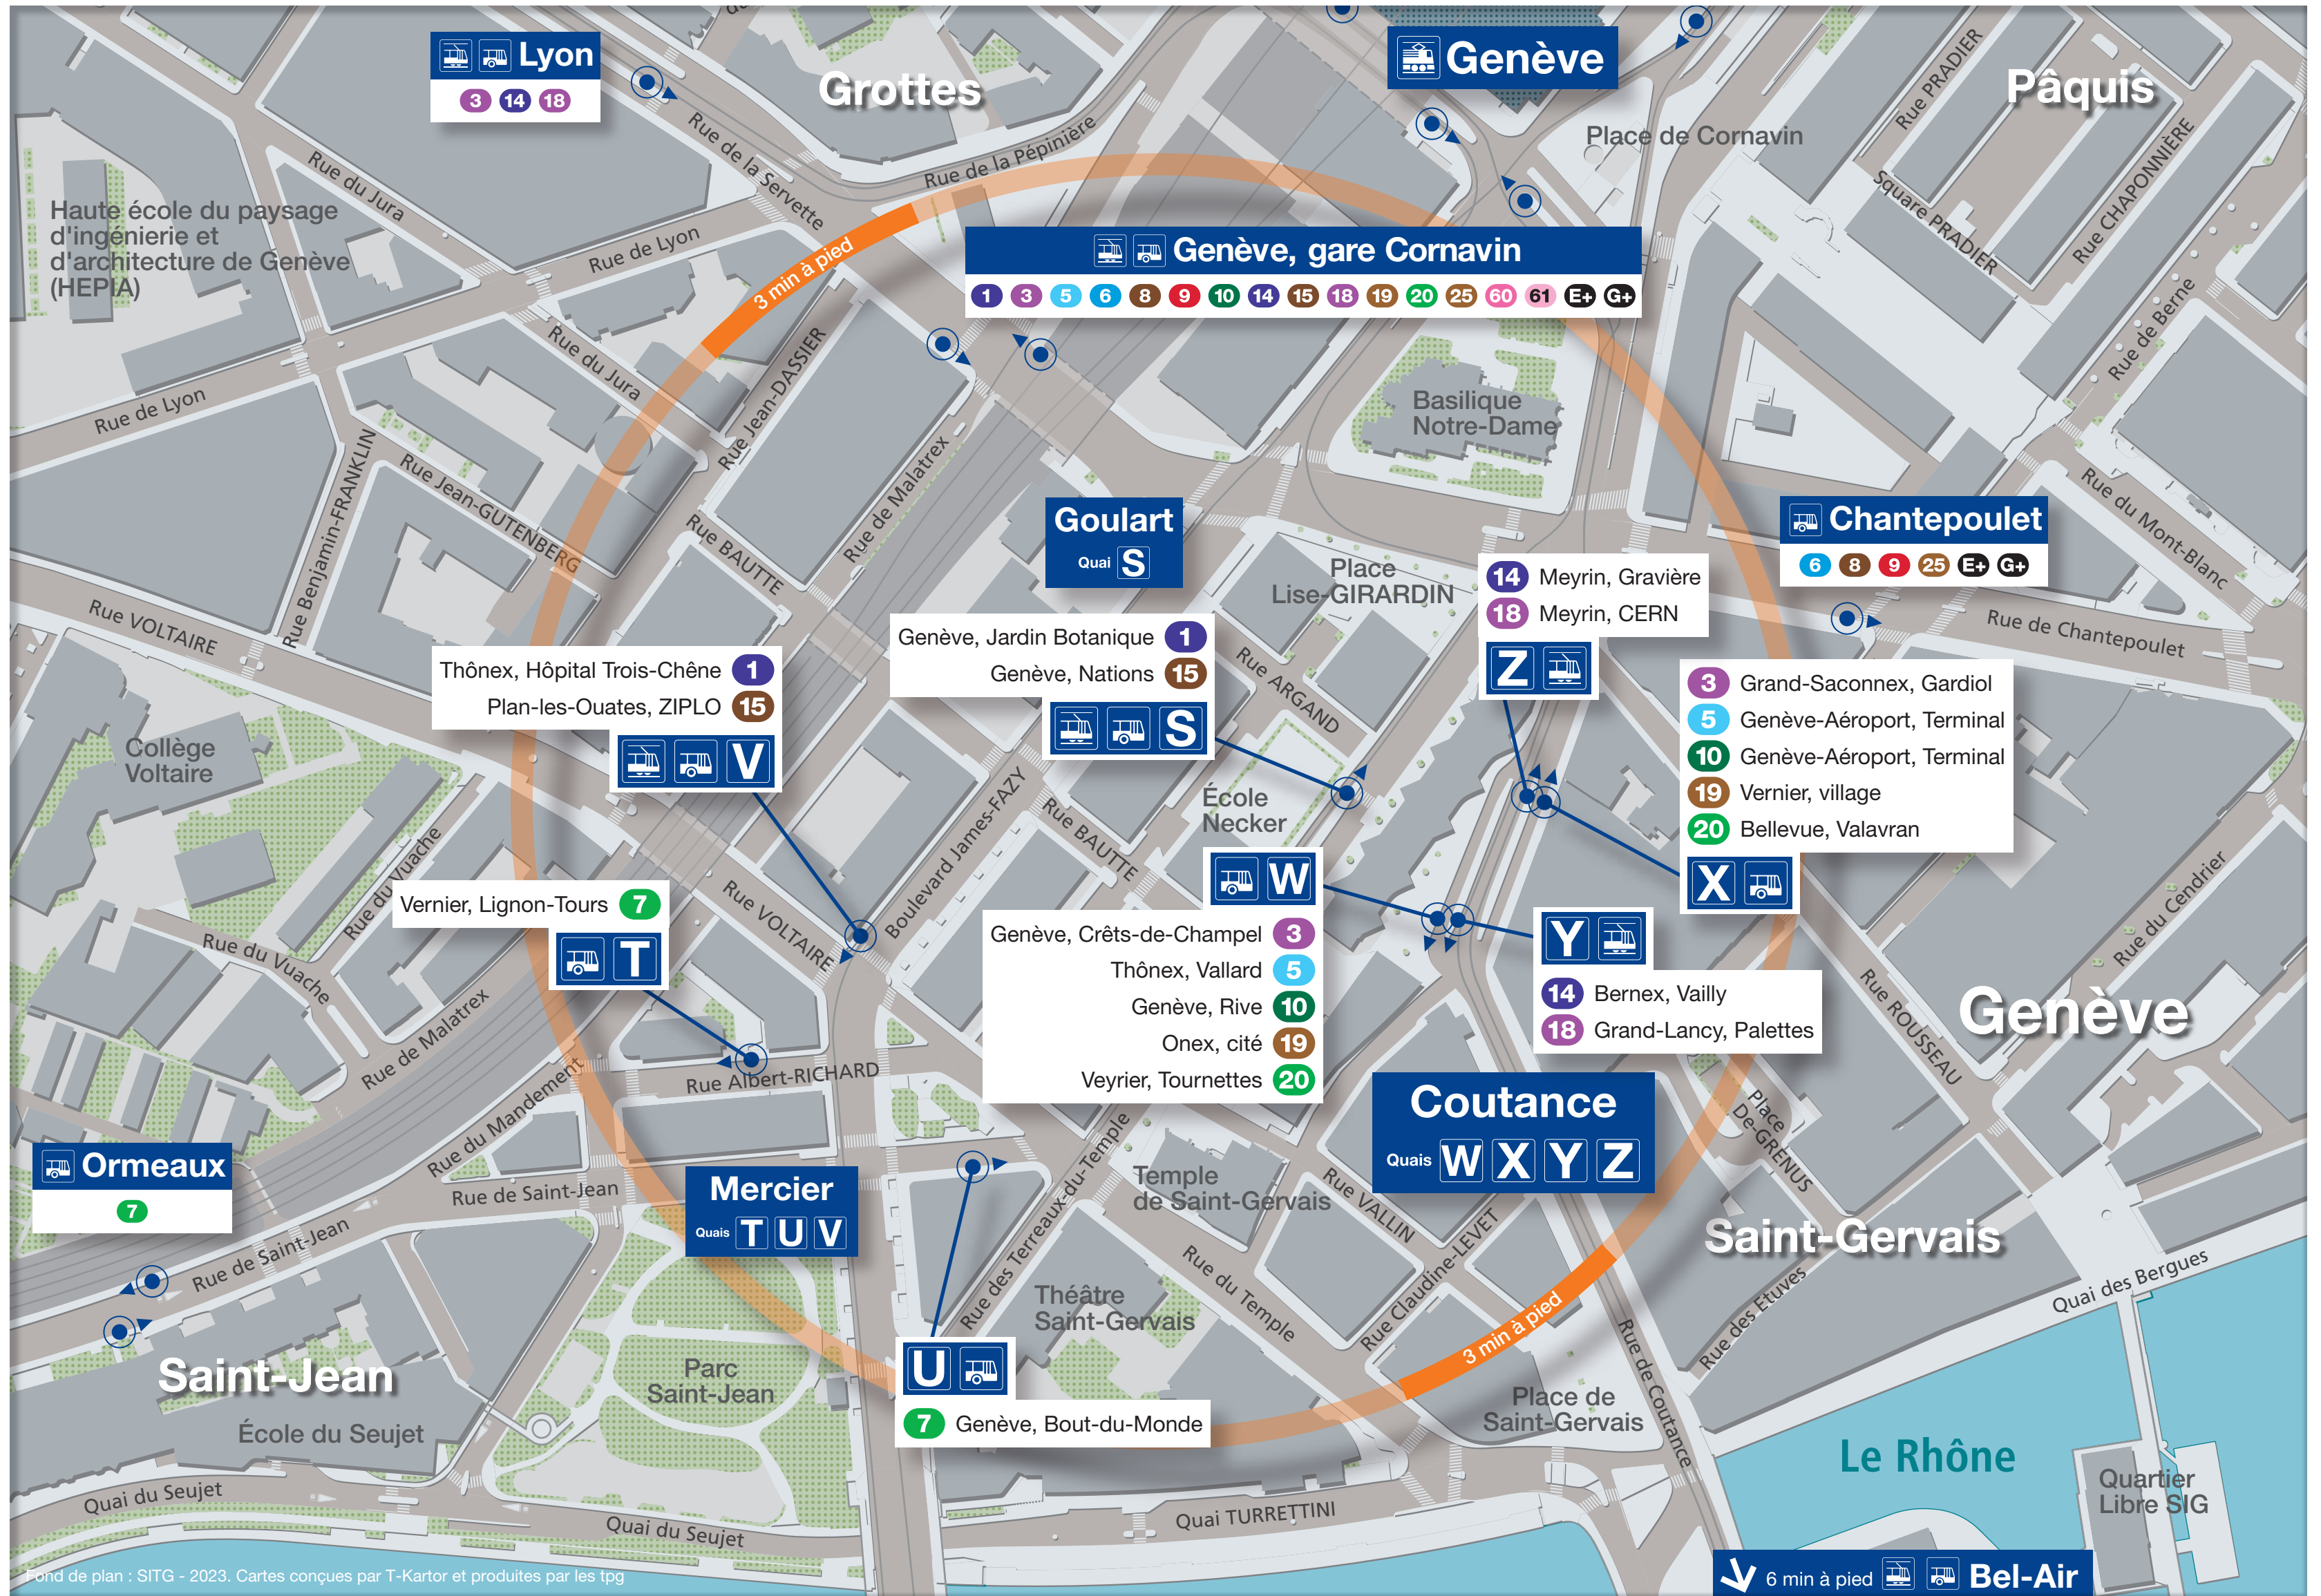 Lyon
3 14 18
Grottes
Genève
Place de Cornavin
Pâquis
Rue PRADIER
Rue CHAPONNIÈRE
Square PRADIER
Rue de Berne
Rue de la Servette
Rue de la Pépinière
Rue du Jura
Rue de Lyon
Haute école du paysage
d'ingénierie et
d'architecture de Genève
(HEPIA)
3 min à pied
Genève, gare Cornavin
1 3 5 6 8 9 10 14 15 18 19 20 25 60 61 E+ G+
Rue du Jura
Rue Jean-DASSIER
Rue de Lyon
Rue de Malatrex
Basilique
Notre-Dame
Rue Benjamin-FRANKLIN
Rue Jean-GUTENBERG
Rue BAUTTE
Goulart
Quai S
Place
Lise-GIRARDIN
Chantepoulet
6 8 9 25 E+ G+
Rue du Mont-Blanc
Rue de Chantepoulet
14 Meyrin, Gravière
18 Meyrin, CERN
Z
Rue VOLTAIRE
Thônex, Hôpital Trois-Chêne 1
Plan-les-Ouates, ZIPLO 15
V
Genève, Jardin Botanique 1
Genève, Nations 15
S
Rue ARGAND
3 Grand-Saconnex, Gardiol
5 Genève-Aéroport, Terminal
10 Genève-Aéroport, Terminal
19 Vernier, village
20 Bellevue, Valavran
X
Collège
Voltaire
École
Necker
Boulevard James-FAZY
Rue BAUTTE
Rue du Vuache
Rue VOLTAIRE
Vernier, Lignon-Tours 7
T
W
Genève, Crêts-de-Champel 3
Thônex, Vallard 5
Genève, Rive 10
Onex, cité 19
Veyrier, Tournettes 20
Y
14 Bernex, Vailly
18 Grand-Lancy, Palettes
Rue du Cendrier
Rue ROUSSEAU
Genève
Rue du Vuache
Rue de Malatrex
Rue du Mandement
Rue Albert-RICHARD
Coutance
Quais W X Y Z
Place
De-GRENUS
Ormeaux
7
Rue de Saint-Jean
Mercier
Quais T U V
Rue des Terreaux-du-Temple
Temple
de Saint-Gervais
Rue VALLIN
Saint-Gervais
Rue de Saint-Jean
Rue du Temple
Rue Claudine-LEVET
Théâtre
Saint-Gervais
3 min à pied
Rue des Etuves
Quai des Bergues
Saint-Jean
École du Seujet
Parc
Saint-Jean
U
7 Genève, Bout-du-Monde
Place de
Saint-Gervais
Rue de Coutance
Le Rhône
Quartier
Libre SIG
Quai du Seujet
Quai du Seujet
Quai TURRETTINI
Fond de plan : SITG - 2023. Cartes conçues par T-Kartor et produites par les tpg
6 min à pied Bel-Air